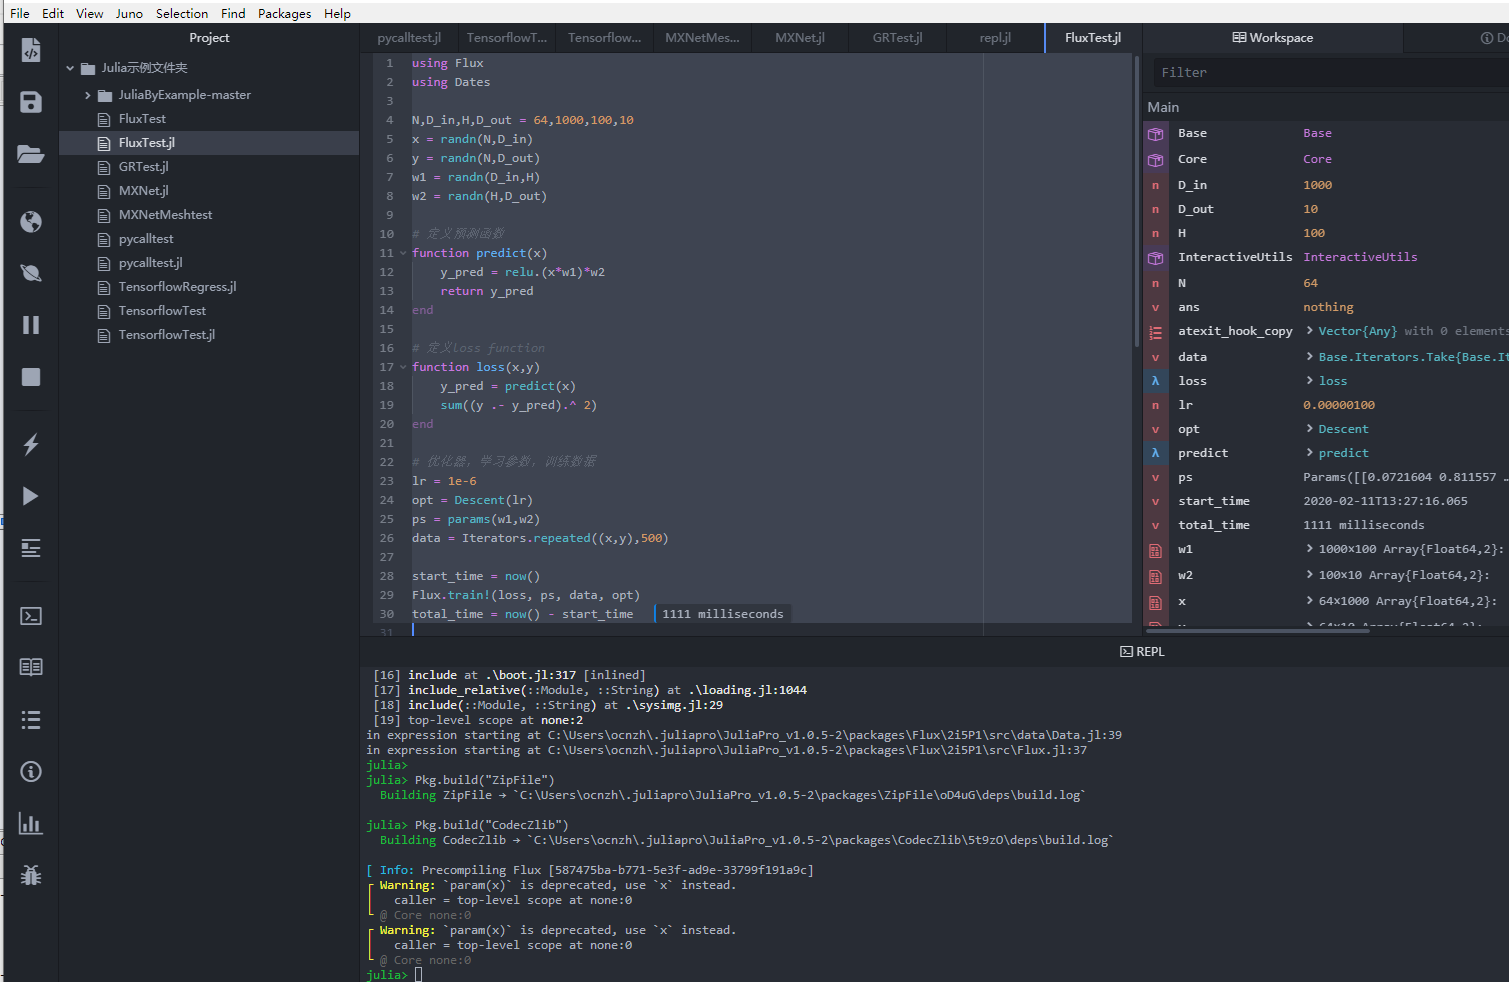 File Edit View Juno Selection Find Packages Help
Project
Julia示例文件夹
JuliaByExample-master
FluxTest
FluxTest.jl
GRTest.jl
MXNet.jl
MXNetMeshtest
pycalltest
pycalltest.jl
TensorflowRegress.jl
TensorflowTest
TensorflowTest.jl
pycalltest.jl TensorflowT... Tensorflow... MXNetMes... MXNet.jl GRTest.jl repl.jl FluxTest.jl
1 using Flux
2 using Dates
3
4 N,D_in,H,D_out = 64,1000,100,10
5 x = randn(N,D_in)
6 y = randn(N,D_out)
7 w1 = randn(D_in,H)
8 w2 = randn(H,D_out)
9
10 # 定义预测函数
11 function predict(x)
12 y_pred = relu.(x*w1)*w2
13 return y_pred
14 end
15
16 # 定义loss function
17 function loss(x,y)
18 y_pred = predict(x)
19 sum((y .- y_pred).^ 2)
20 end
21
22 # 优化器，学习参数，训练数据
23 lr = 1e-6
24 opt = Descent(lr)
25 ps = params(w1,w2)
26 data = Iterators.repeated((x,y),500)
27
28 start_time = now()
29 Flux.train!(loss, ps, data, opt)
30 total_time = now() - start_time 1111 milliseconds
31
Workspace
Filter
Main
Base Base
Core Core
n D_in 1000
n D_out 10
n H 100
InteractiveUtils InteractiveUtils
n N 64
v ans nothing
atexit_hook_copy Vector{Any} with 0 elements
v data Base.Iterators.Take{Base.It
λ loss loss
n lr 0.00000100
v opt Descent
λ predict predict
v ps Params([[0.0721604 0.811557 …
v start_time 2020-02-11T13:27:16.065
v total_time 1111 milliseconds
w1 1000×100 Array{Float64,2}:
w2 100×10 Array{Float64,2}:
x 64×1000 Array{Float64,2}:
REPL
[16] include at .\boot.jl:317 [inlined]
[17] include_relative(::Module, ::String) at .\loading.jl:1044
[18] include(::Module, ::String) at .\sysimg.jl:29
[19] top-level scope at none:2
in expression starting at C:\Users\ocnzh\.juliapro\JuliaPro_v1.0.5-2\packages\Flux\2i5P1\src\data\Data.jl:39
in expression starting at C:\Users\ocnzh\.juliapro\JuliaPro_v1.0.5-2\packages\Flux\2i5P1\src\Flux.jl:37
julia>
julia> Pkg.build("ZipFile")
Building ZipFile → `C:\Users\ocnzh\.juliapro\JuliaPro_v1.0.5-2\packages\ZipFile\oD4uG\deps\build.log`
julia> Pkg.build("CodecZlib")
Building CodecZlib → `C:\Users\ocnzh\.juliapro\JuliaPro_v1.0.5-2\packages\CodecZlib\5t9zO\deps\build.log`
[ Info: Precompiling Flux [587475ba-b771-5e3f-ad9e-33799f191a9c]
┌ Warning: `param(x)` is deprecated, use `x` instead.
│ caller = top-level scope at none:0
└ @ Core none:0
┌ Warning: `param(x)` is deprecated, use `x` instead.
│ caller = top-level scope at none:0
└ @ Core none:0
julia>